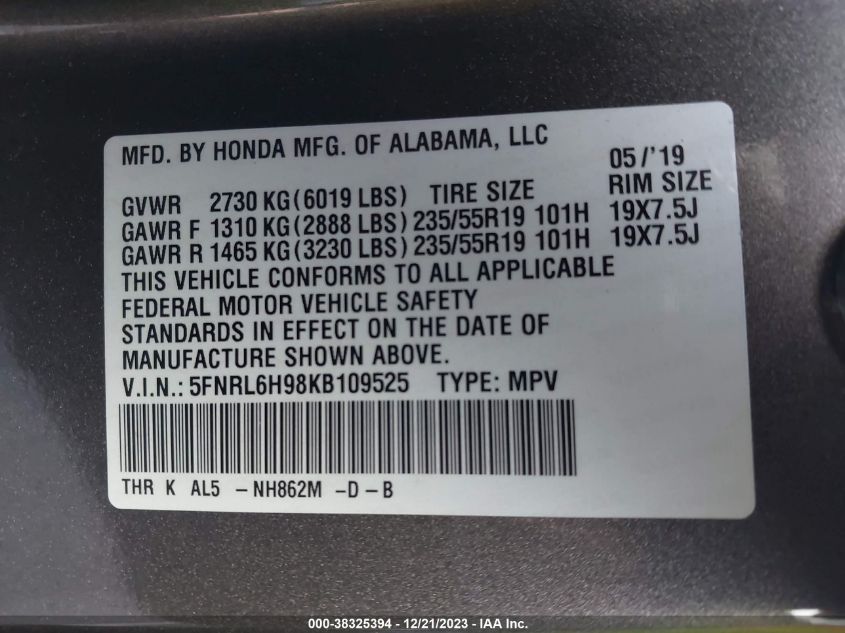 MFD. BY HONDA MFG. OF ALABAMA, LLC
05/'19
GVWR 2730 KG(6019 LBS) TIRE SIZE RIM SIZE
GAWR F 1310 KG(2888 LBS) 235/55R19 101H 19X7.5J
GAWR R 1465 KG(3230 LBS) 235/55R19 101H 19X7.5J
THIS VEHICLE CONFORMS TO ALL APPLICABLE
FEDERAL MOTOR VEHICLE SAFETY
STANDARDS IN EFFECT ON THE DATE OF
MANUFACTURE SHOWN ABOVE.
V.I.N.: 5FNRL6H98KB109525 TYPE: MPV
THR K AL5 -NH862M -D-B
000-38325394 - 12/21/2023 - IAA Inc.